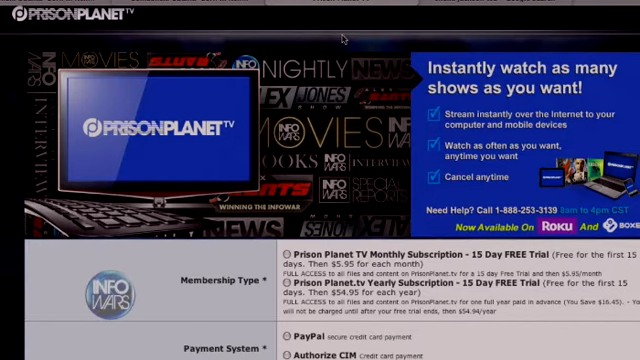 PRISONPLANET TV
MOVIES
NIGHTLY
NEWS
ALEX JONES
SHOW
INFO
WARS
MOVIES
PRISONPLANET TV
BOOKS
INTERVIEW
SPECIAL
REPORTS
WINNING THE INFOWAR
Instantly watch as many
shows as you want!
Stream instantly over the Internet to your
computer and mobile devices
Watch as often as you want,
anytime you want
Cancel anytime
Need Help? Call 1-888-253-3139 8am to 4pm CST
Now Available On ROKU AND BOXE
INFO
WARS
Membership Type *
Prison Planet TV Monthly Subscription - 15 Day FREE Trial (Free for the first 15
days. Then $5.95 for each month)
FULL ACCESS to all files and content on PrisonPlanet.tv for a 15 day Free Trial and then $5.95/month
Prison Planet.tv Yearly Subscription - 15 Day FREE Trial (Free for the first 15
days. Then $54.95 for each year)
FULL ACCESS to all files and content on PrisonPlanet.tv for one full year paid in advance (You Save $16.45). - Yo
will not be charged until after your free trial ends, then $54.94/year
Payment System *
PayPal secure credit card payment
Authorize CIM Credit card payment